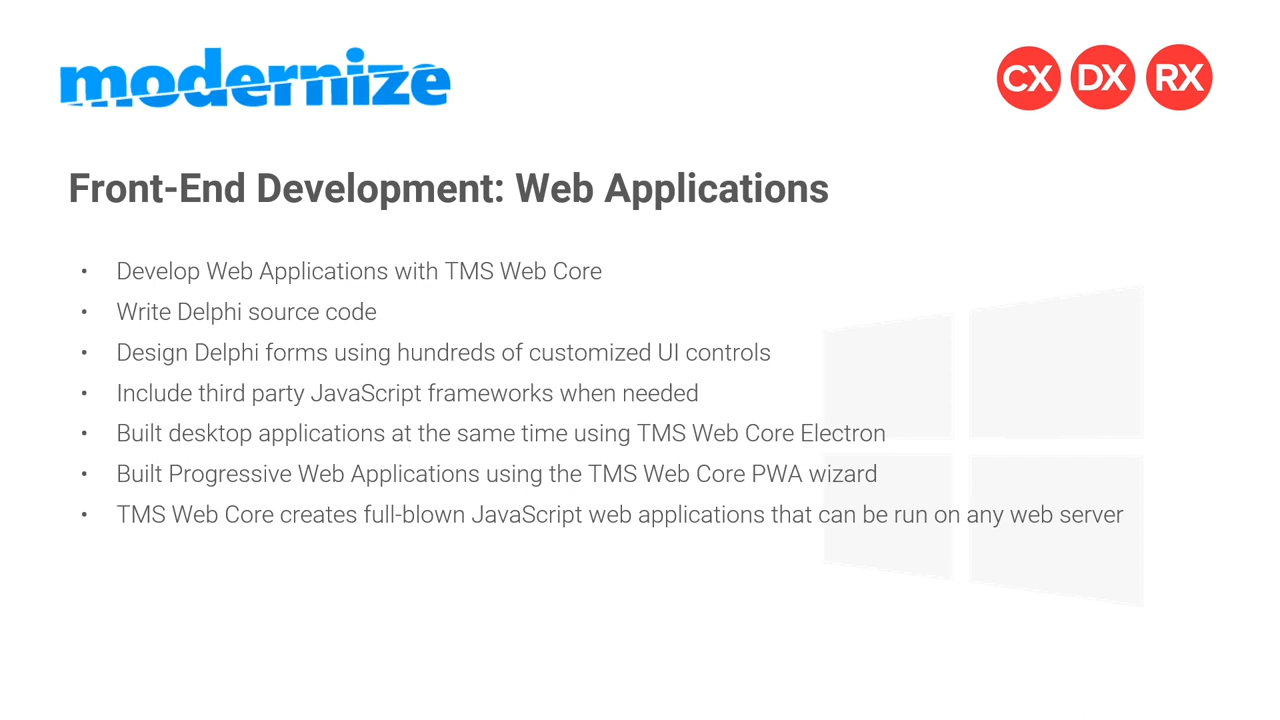 modernize
CX DX RX
Front-End Development: Web Applications
• Develop Web Applications with TMS Web Core
• Write Delphi source code
• Design Delphi forms using hundreds of customized UI controls
• Include third party JavaScript frameworks when needed
• Built desktop applications at the same time using TMS Web Core Electron
• Built Progressive Web Applications using the TMS Web Core PWA wizard
• TMS Web Core creates full-blown JavaScript web applications that can be run on any web server